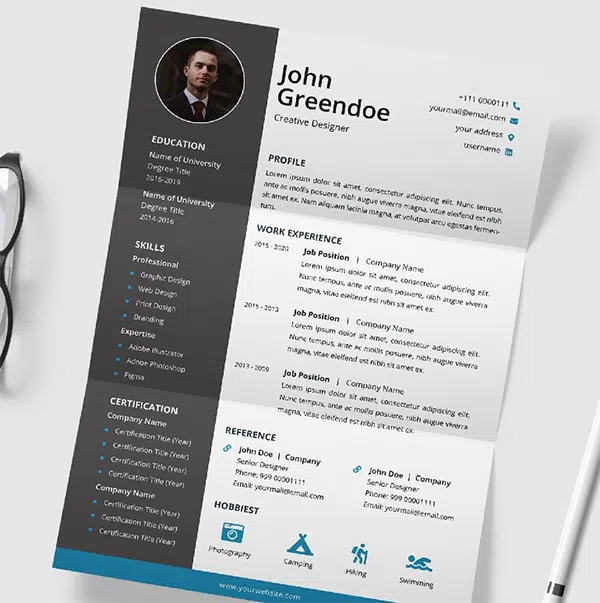 John
Greendoe
Creative Designer
+111 0000111
yourmail@email.com
your address
username
EDUCATION
Name of University
Degree Title
2016-2019
Name of University
Degree Title
2014-2016
SKILLS
Professional
Graphic Design
Web Design
Print Design
Branding
Expertise
Adobe Illustrator
Adobe Photoshop
Figma
CERTIFICATION
Company Name
Certification Title (Year)
Certification Title (Year)
Certification Title (Year)
Certification Title (Year)
Company Name
Certification Title (Year)
Certification Title (Year)
Certification Title (Year)
PROFILE
Lorem ipsum dolor sit amet, consectetur adipiscing elit. Nunc tempus,
ante ac mollis posuere, nibh magna aliquet augue, vitae eleifend ex nibh
sit amet ex. Nam aliquam lacinia magna, at volutpat arcu egestas fermen-
tum.
WORK EXPERIENCE
2015 - 2020
Job Position | Company Name
Lorem ipsum dolor sit amet, consectetur adipiscing elit.
Nunc tempus, ante ac mollis posuere, nibh augue viverra
magna, vitae eleifend est nibh sit amet ex.
2015 - 2013
Job Position | Company Name
Lorem ipsum dolor sit amet, consectetur adipiscing elit.
Nunc tempus, ante ac mollis posuere, nibh augue viverra
magna, vitae eleifend est nibh sit amet ex.
2013 - 2009
Job Position | Company Name
Lorem ipsum dolor sit amet, consectetur adipiscing elit.
Nunc tempus, ante ac mollis posuere, nibh augue viverra
magna, vitae eleifend est nibh sit amet ex.
REFERENCE
John Doe | Company
Senior Designer
Phone: 999 00001111
Email: yourmail@email.com
John Doe | Company
Senior Designer
Phone: 999 00001111
Email: yourmail@email.com
HOBBIEST
Photography
Camping
Hiking
Swimming
www.yourwebsite.com